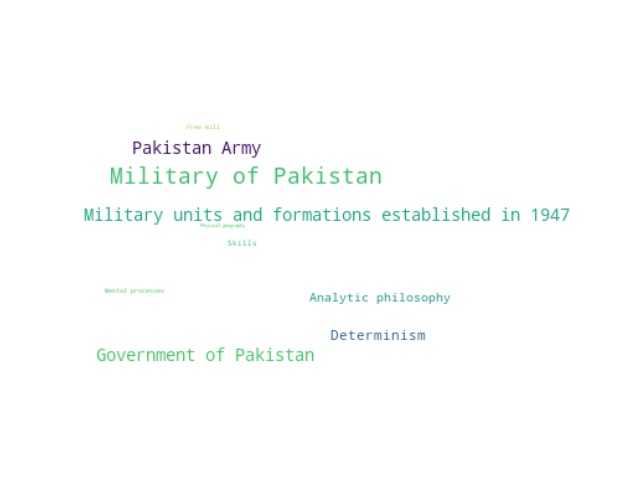 Free will
Pakistan Army
Military of Pakistan
Military units and formations established in 1947
Physical geography
Skills
Mental processes
Analytic philosophy
Determinism
Government of Pakistan